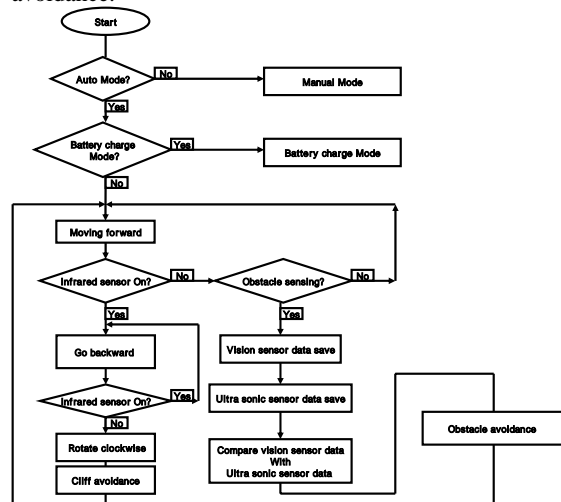 Start
Auto Mode?
No
Manual Mode
Yes
Battery charge
Mode?
Yes
Battery charge Mode
No
Moving forward
Infrared sensor On?
No
Obstacle sensing?
No
Yes
Yes
Go backward
Vision sensor data save
Infrared sensor On?
Yes
Ultra sonic sensor data save
No
Obstacle avoidance
Rotate clockwise
Compare vision sensor data
With
Ultra sonic sensor data
Cliff avoidance